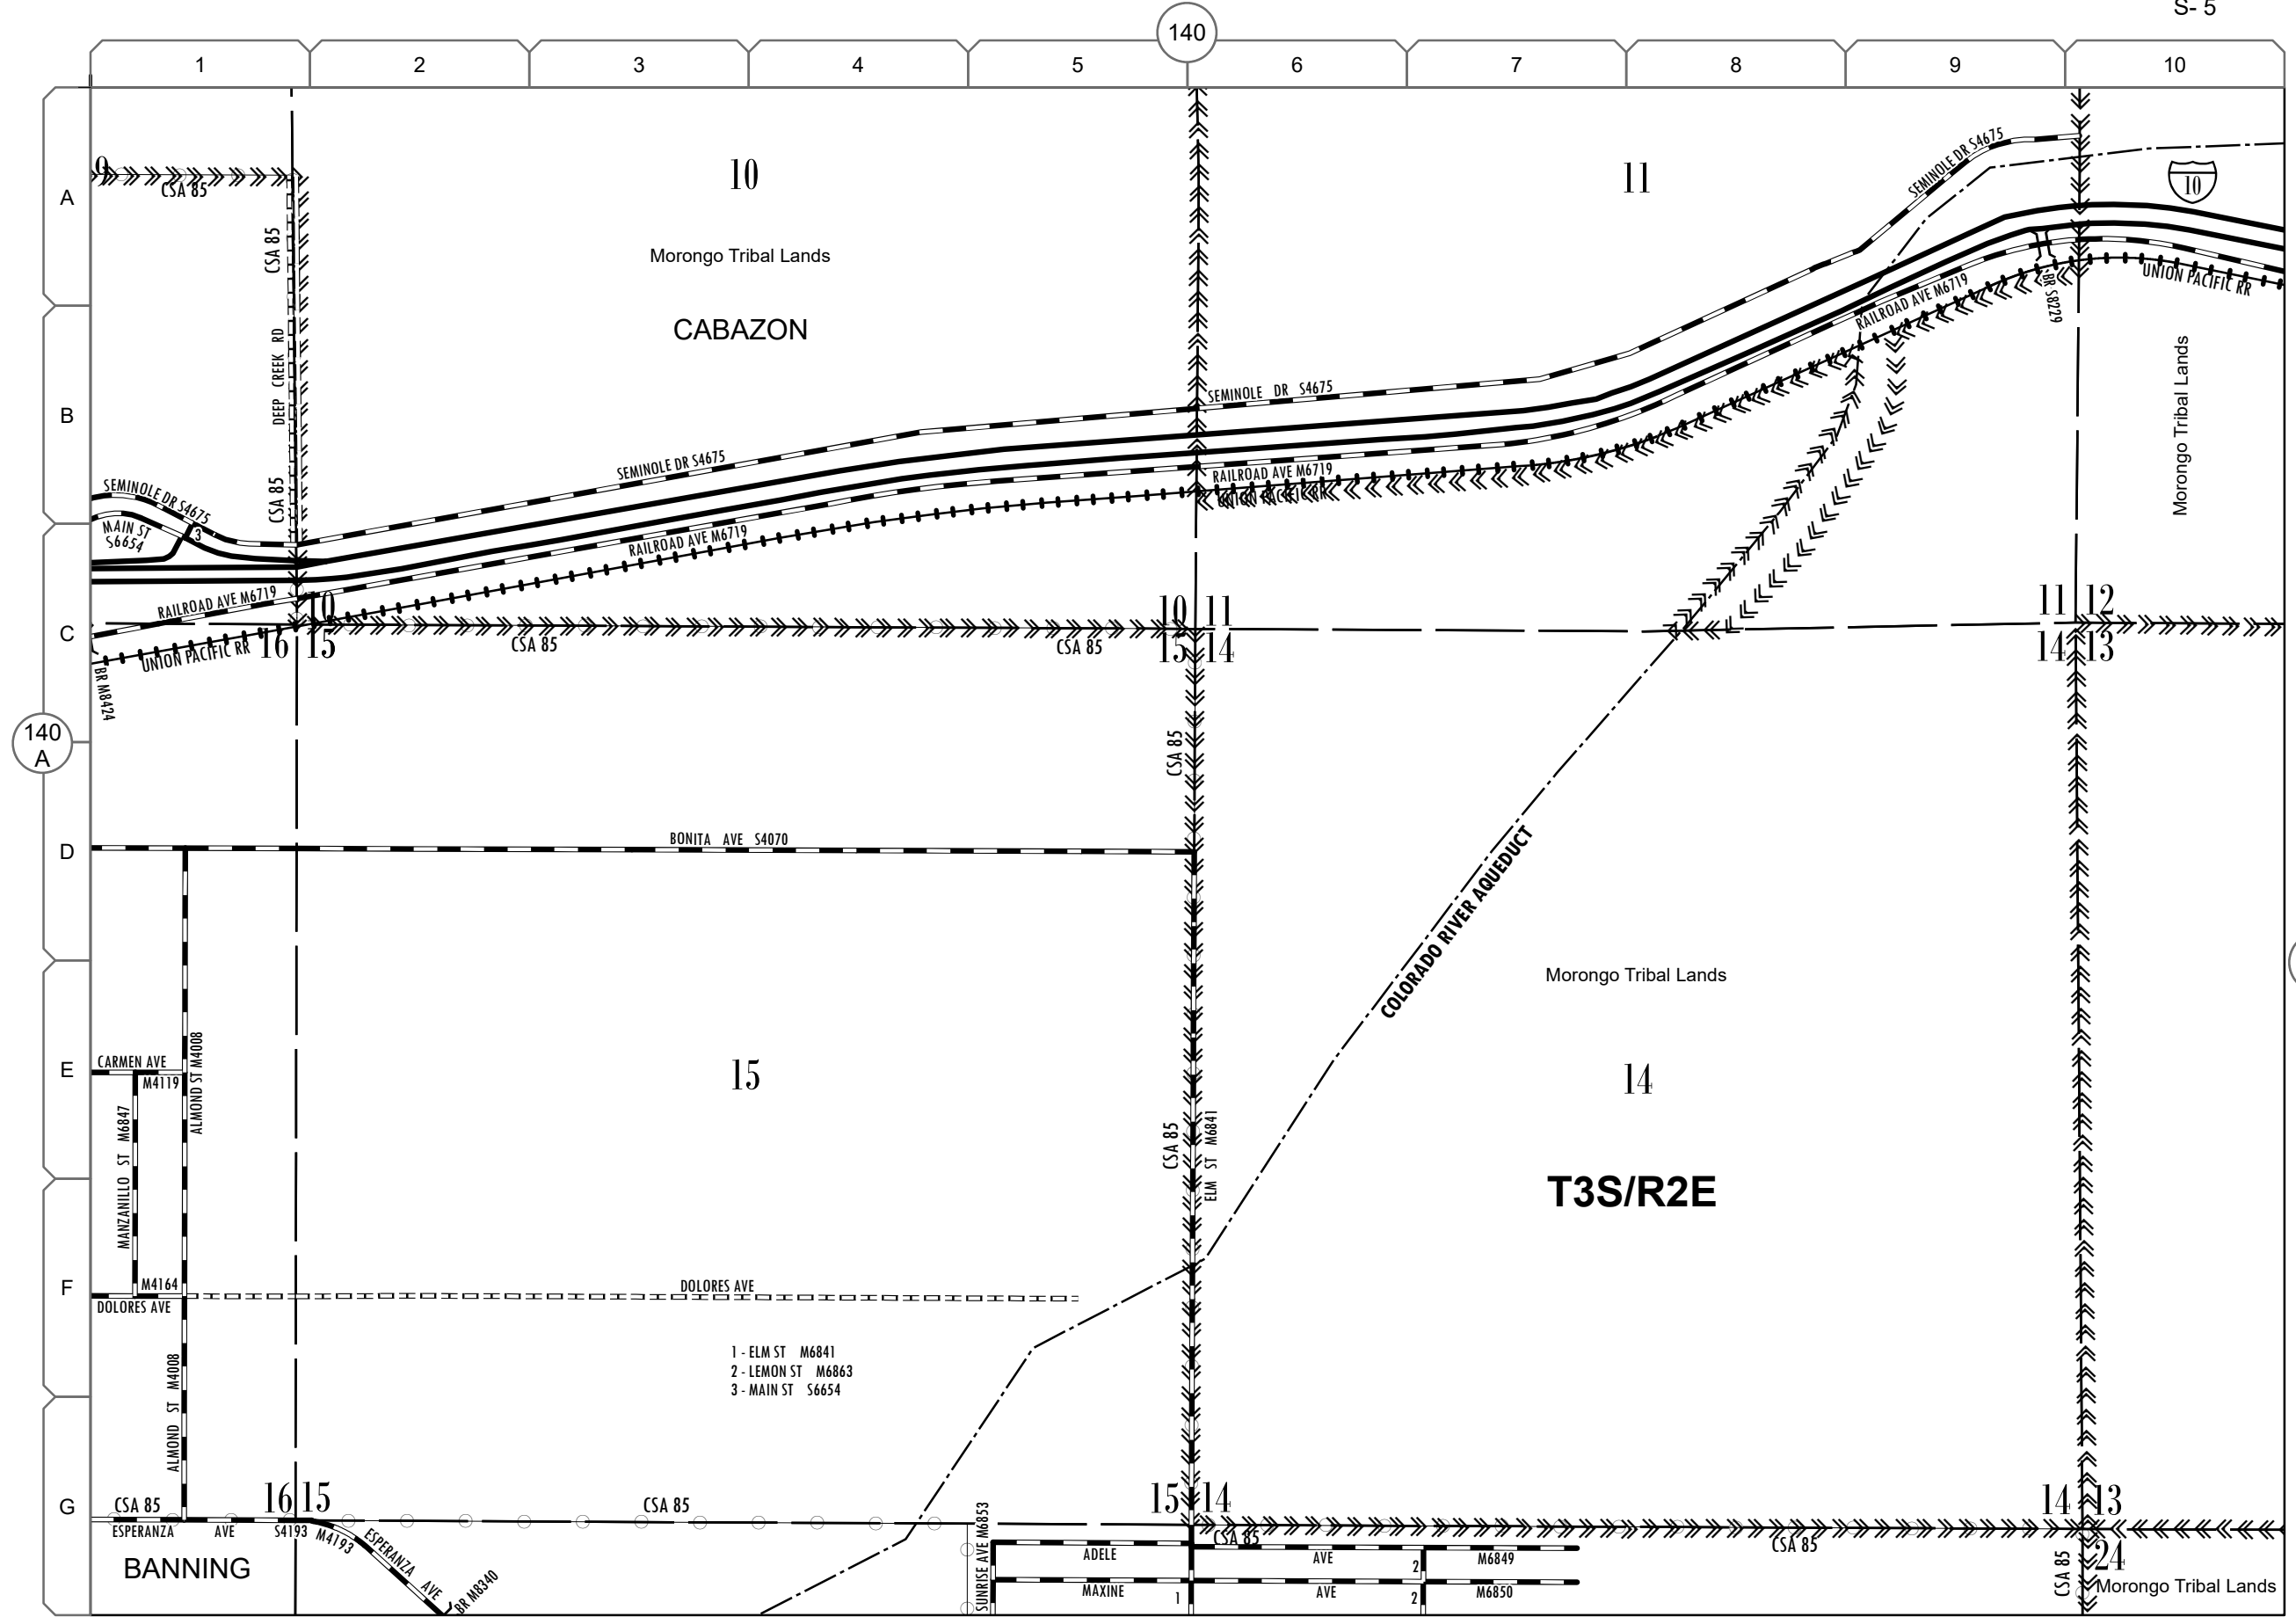 S- 5
140
1 2 3 4 5 6 7 8 9 10
A
B
C
140
A
D
E
F
G
9
CSA 85
CSA 85
DEEP CREEK RD
CSA 85
10
Morongo Tribal Lands
CABAZON
11
SEMINOLE DR S4675
10
UNION PACIFIC RR
RAILROAD AVE M6719
BR S8229
Morongo Tribal Lands
SEMINOLE DR S4675
SEMINOLE DR S4675
RAILROAD AVE M6719
UNION PACIFIC RR
RAILROAD AVE M6719
SEMINOLE DR S4675
MAIN ST
S6654
3
RAILROAD AVE M6719
UNION PACIFIC RR
BR M8424
10
16 15
CSA 85
CSA 85
10 11
15 14
11 12
14 13
CSA 85
BONITA AVE S4070
COLORADO RIVER AQUEDUCT
Morongo Tribal Lands
CARMEN AVE
M4119
ALMOND ST M4008
MANZANILLO ST M6847
15
14
CSA 85
ELM ST M6841
T3S/R2E
M4164
DOLORES AVE
DOLORES AVE
1 - ELM ST M6841
2 - LEMON ST M6863
3 - MAIN ST S6654
ALMOND ST M4008
CSA 85
16 15
CSA 85
15 14
14 13
ESPERANZA AVE S4193
M4193
ESPERANZA AVE
BR M8340
BANNING
SUNRISE AVE M6853
CSA 85
CSA 85
ADELE AVE M6849
2
MAXINE AVE M6850
1
2
CSA 85
24
Morongo Tribal Lands